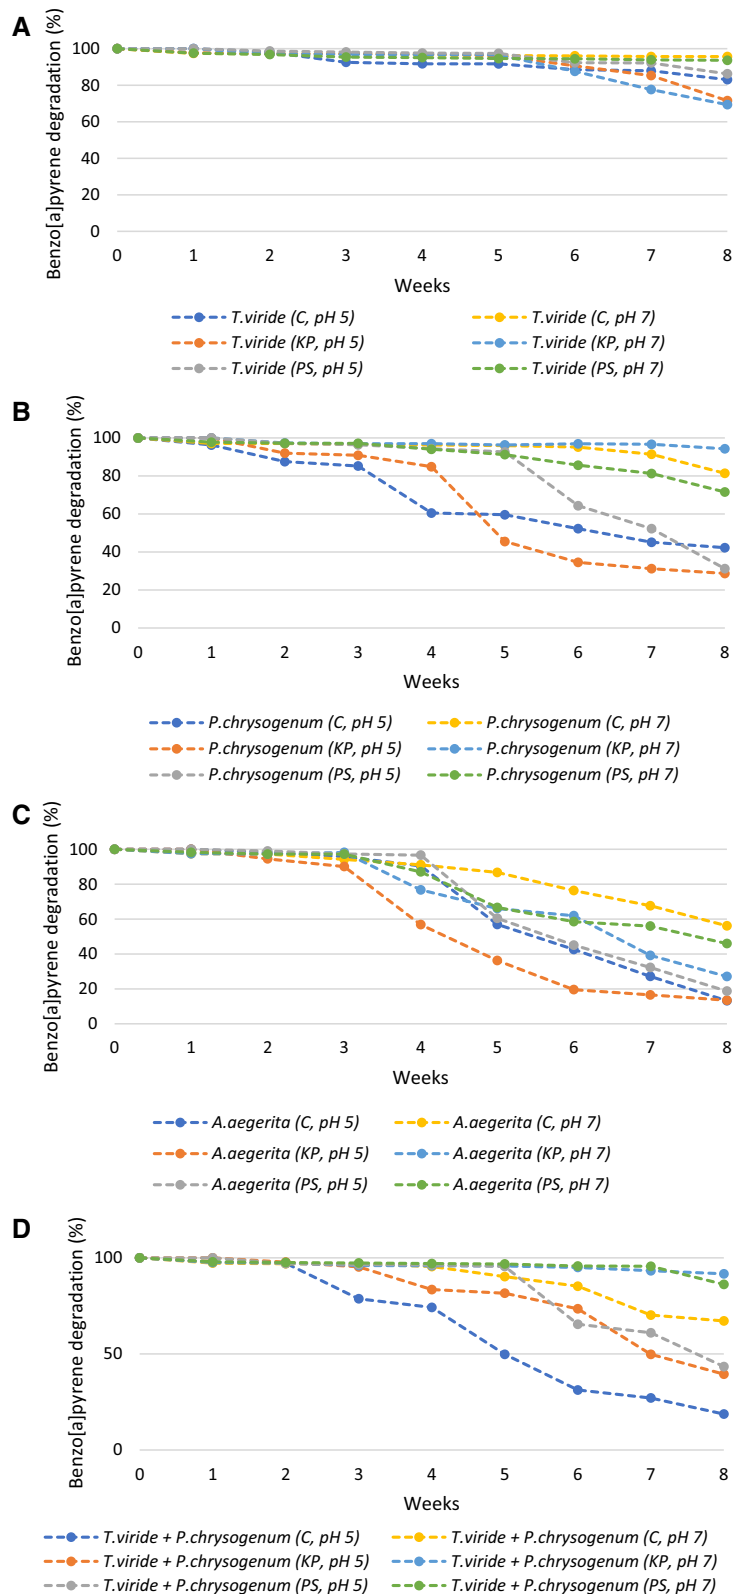 A
Benzo[a]pyrene degradation (%)
100
80
60
40
20
0
0 1 2 3 4 5 6 7 8
Weeks
T.viride (C, pH 5) T.viride (C, pH 7)
T.viride (KP, pH 5) T.viride (KP, pH 7)
T.viride (PS, pH 5) T.viride (PS, pH 7)
B
Benzo[a]pyrene degradation (%)
100
80
60
40
20
0
0 1 2 3 4 5 6 7 8
Weeks
P.chrysogenum (C, pH 5) P.chrysogenum (C, pH 7)
P.chrysogenum (KP, pH 5) P.chrysogenum (KP, pH 7)
P.chrysogenum (PS, pH 5) P.chrysogenum (PS, pH 7)
C
Benzo[a]pyrene degradation (%)
100
80
60
40
20
0
0 1 2 3 4 5 6 7 8
Weeks
A.aegerita (C, pH 5) A.aegerita (C, pH 7)
A.aegerita (KP, pH 5) A.aegerita (KP, pH 7)
A.aegerita (PS, pH 5) A.aegerita (PS, pH 7)
D
Benzo[a]pyrene degradation (%)
100
50
0
0 1 2 3 4 5 6 7 8
Weeks
T.viride + P.chrysogenum (C, pH 5) T.viride + P.chrysogenum (C, pH 7)
T.viride + P.chrysogenum (KP, pH 5) T.viride + P.chrysogenum (KP, pH 7)
T.viride + P.chrysogenum (PS, pH 5) T.viride + P.chrysogenum (PS, pH 7)